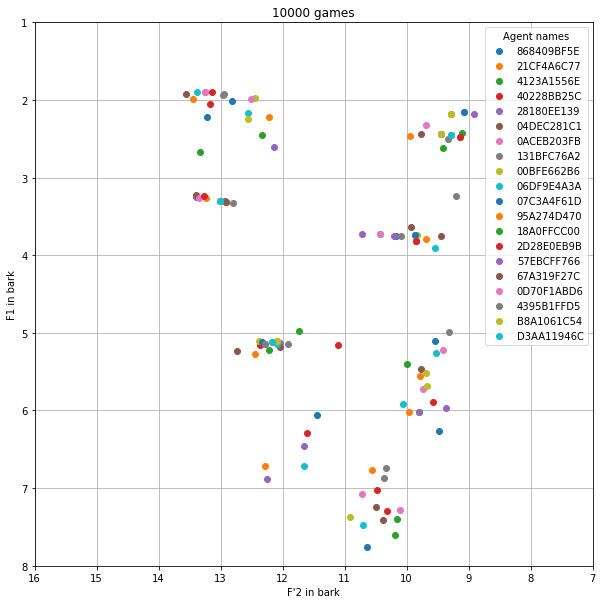 10000 games
Agent names
868409BF5E
21CF4A6C77
4123A1556E
40228BB25C
28180EE139
04DEC281C1
0ACEB203FB
131BFC76A2
00BFE662B6
06DF9E4A3A
07C3A4F61D
95A274D470
18A0FFCC00
2D28E0EB9B
57EBCFF766
67A319F27C
0D70F1ABD6
4395B1FFD5
B8A1061C54
D3AA11946C
1
2
3
4
5
6
7
8
F1 in bark
16 15 14 13 12 11 10 9 8 7
F'2 in bark